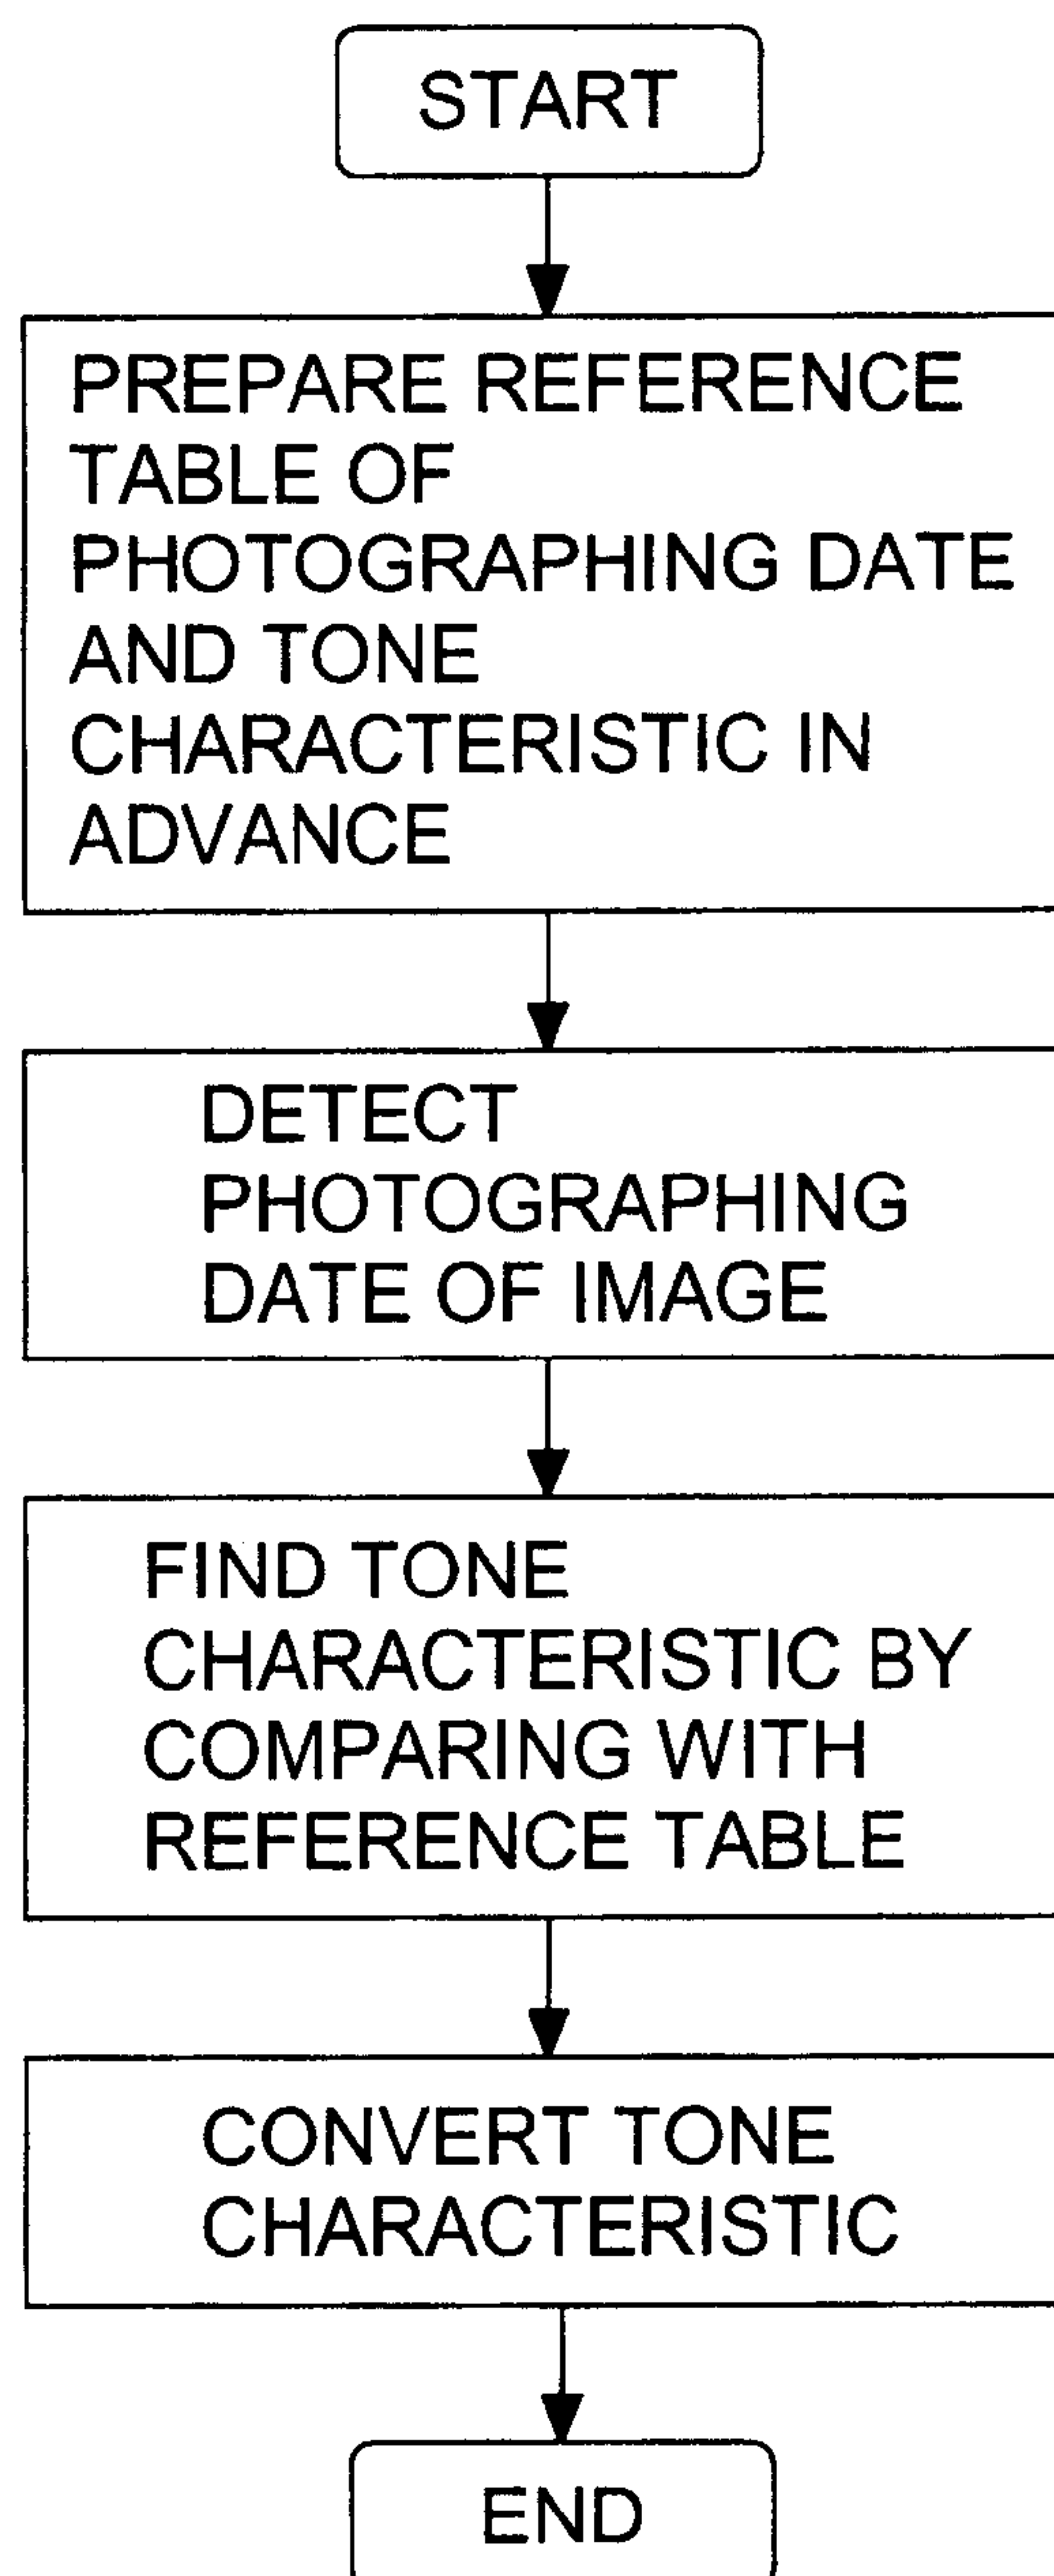 START
PREPARE REFERENCE
TABLE OF
PHOTOGRAPHING DATE
AND TONE
CHARACTERISTIC IN
ADVANCE
DETECT
PHOTOGRAPHING
DATE OF IMAGE
FIND TONE
CHARACTERISTIC BY
COMPARING WITH
REFERENCE TABLE
CONVERT TONE
CHARACTERISTIC
END